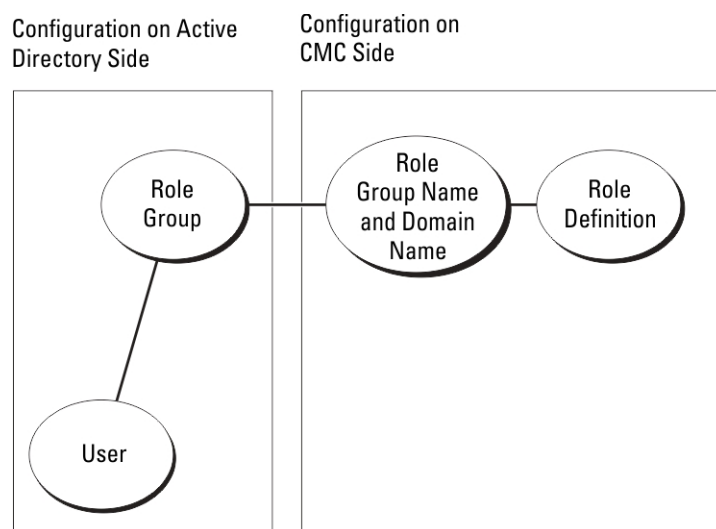 Configuration on Active
Directory Side
Configuration on
CMC Side
Role
Group
Role
Group Name
and Domain
Name
Role
Definition
User